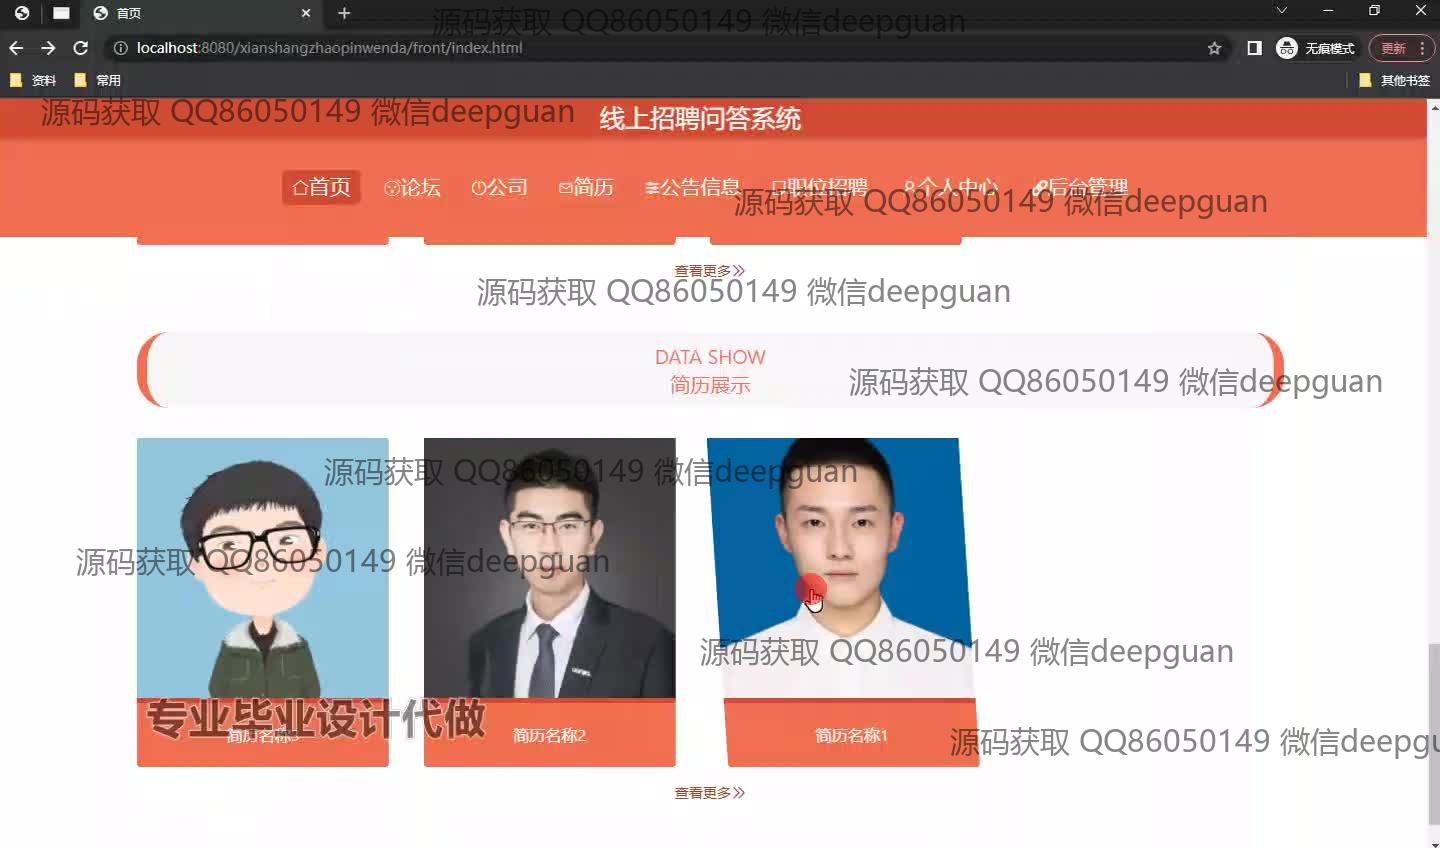 首页
源码获取 QQ86050149 微信deepguan
localhost:8080/xianshangzhaopinwenda/front/index.html
无痕模式
更新
资料
常用
其他书签
源码获取 QQ86050149 微信deepguan
线上招聘问答系统
首页
论坛
公司
简历
公告信息
职位招聘
个人中心
后台管理
源码获取 QQ86050149 微信deepguan
查看更多
源码获取 QQ86050149 微信deepguan
DATA SHOW
简历展示
源码获取 QQ86050149 微信deepguan
源码获取 QQ86050149 微信deepguan
源码获取 QQ86050149 微信deepguan
源码获取 QQ86050149 微信deepguan
专业毕业设计代做
简历名称3
简历名称2
简历名称1
源码获取 QQ86050149 微信deepgu
查看更多